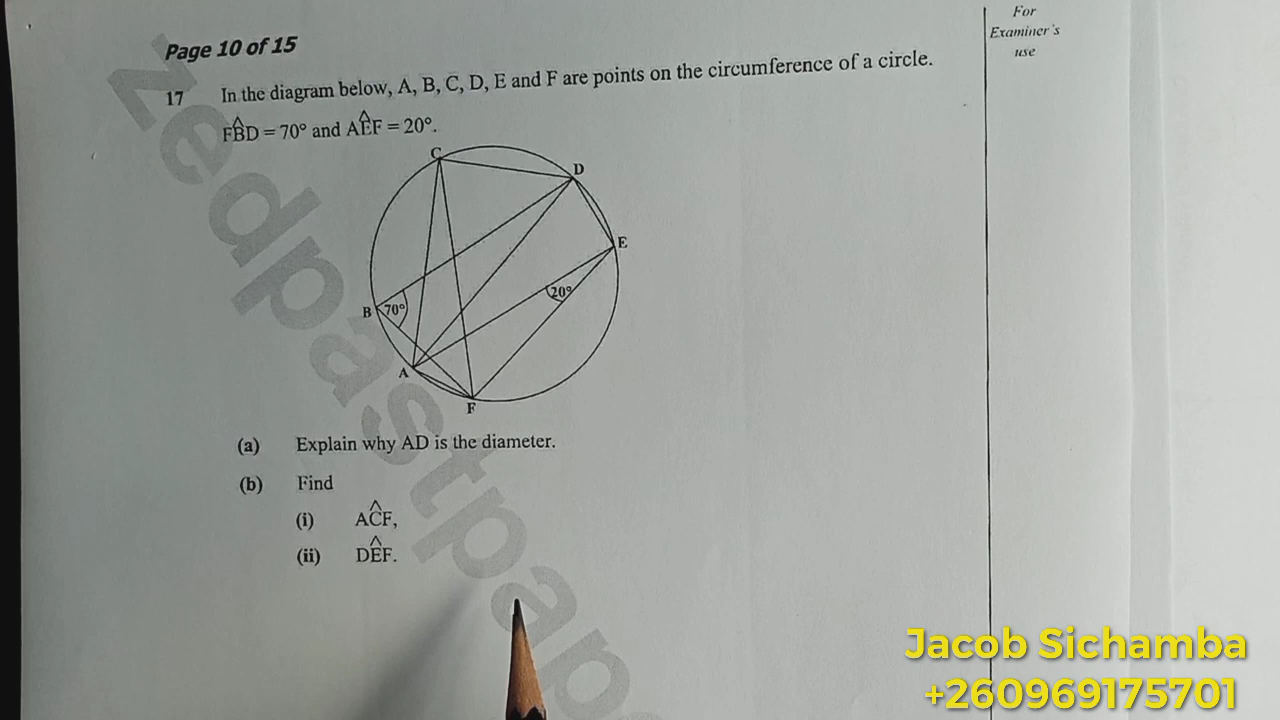 For
Examiner's
use
Page 10 of 15
17 In the diagram below, A, B, C, D, E and F are points on the circumference of a circle.
FB̂D = 70° and AÊF = 20°.
C
D
E
20°
B 70°
A
F
(a) Explain why AD is the diameter.
(b) Find
(i) AĈF,
(ii) DÊF.
zedpastpap
Jacob Sichamba
+260969175701